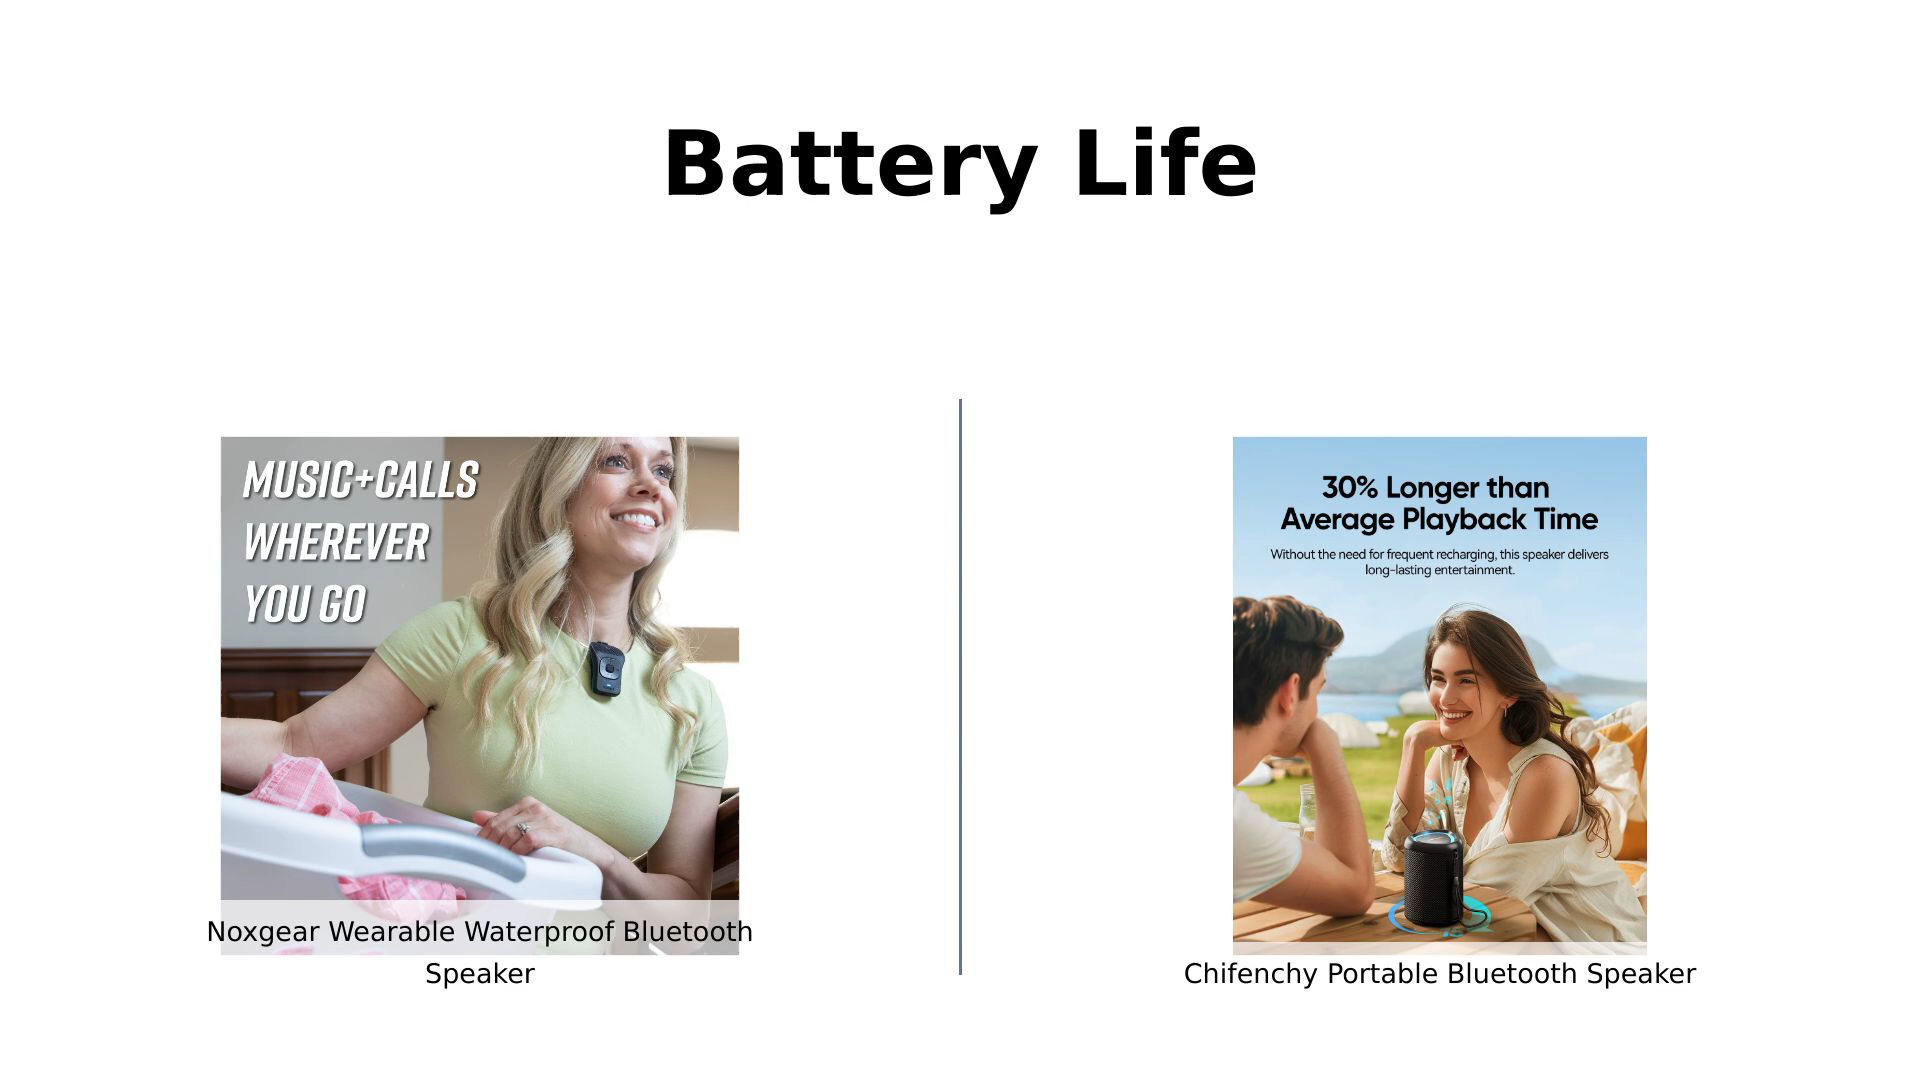 Battery Life
MUSIC+CALLS
WHEREVER
YOU GO
Noxgear Wearable Waterproof Bluetooth
Speaker
30% Longer than
Average Playback Time
Without the need for frequent recharging, this speaker delivers
long-lasting entertainment.
Chifenchy Portable Bluetooth Speaker